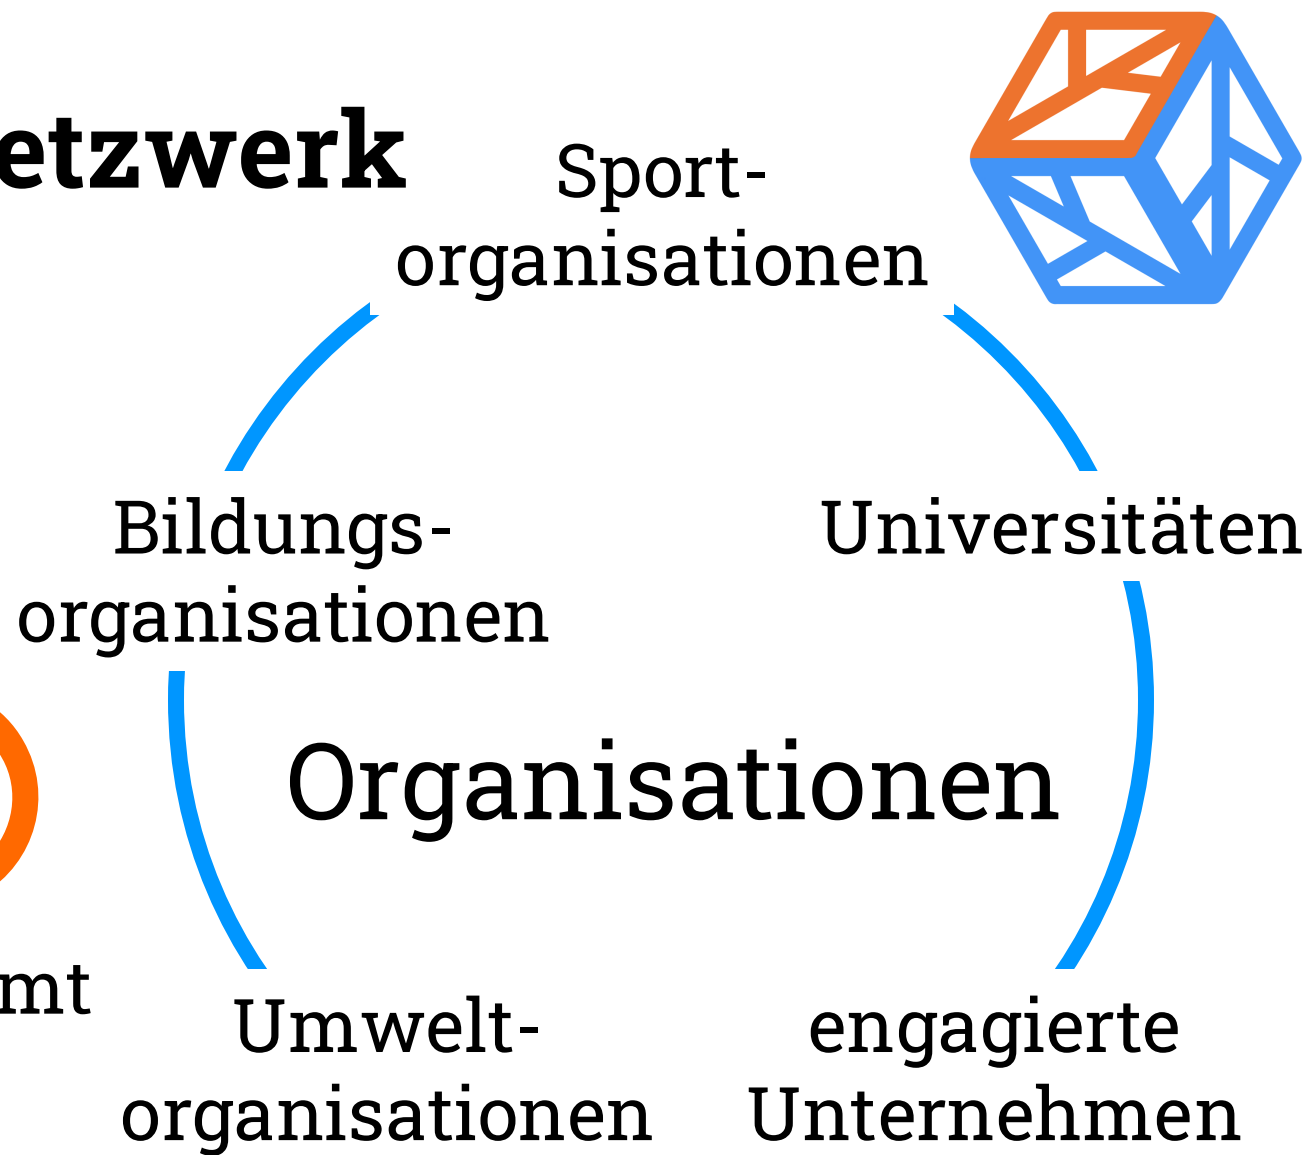 etzwerk
Sport-
organisationen
Bildungs-
organisationen
Universitäten
Organisationen
mt
Umwelt-
organisationen
engagierte
Unternehmen